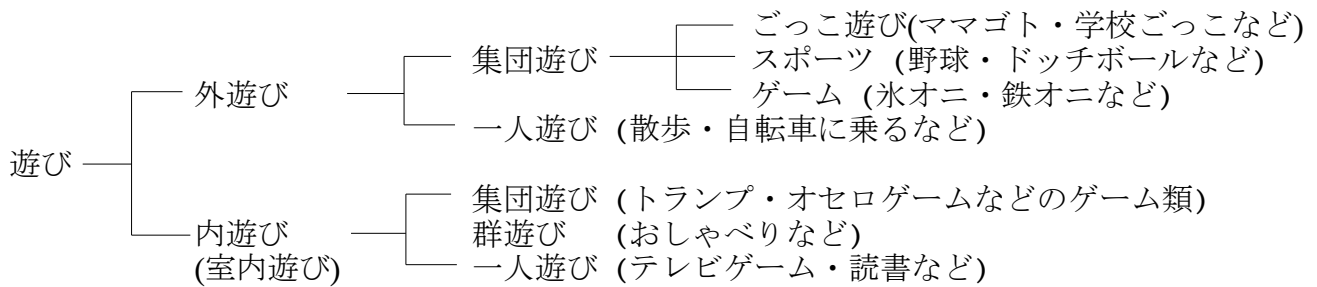 ごっこ遊び(ママゴト・学校ごっこなど)
集団遊び スポーツ (野球・ドッチボールなど)
外遊び ゲーム (氷オニ・鉄オニなど)
一人遊び (散歩・自転車に乗るなど)
遊び
集団遊び (トランプ・オセロゲームなどのゲーム類)
内遊び 群遊び (おしゃべりなど)
(室内遊び) 一人遊び (テレビゲーム・読書など)